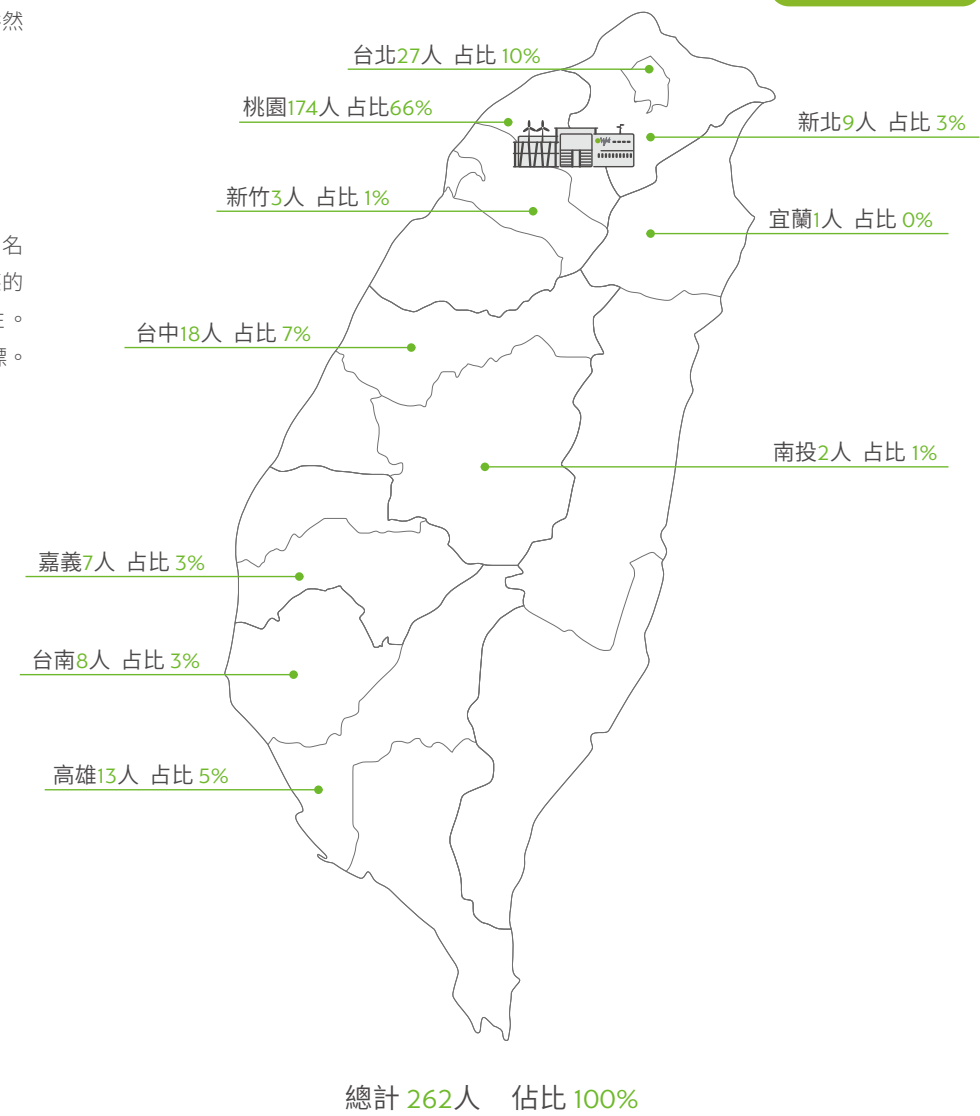 然
名
的
。
標。
台北27人 占比 10%
桃園174人 占比66%
新北9人 占比 3%
新竹3人 占比 1%
宜蘭1人 占比 0%
台中18人 占比 7%
南投2人 占比 1%
嘉義7人 占比 3%
台南8人 占比 3%
高雄13人 占比 5%
總計 262人 佔比 100%